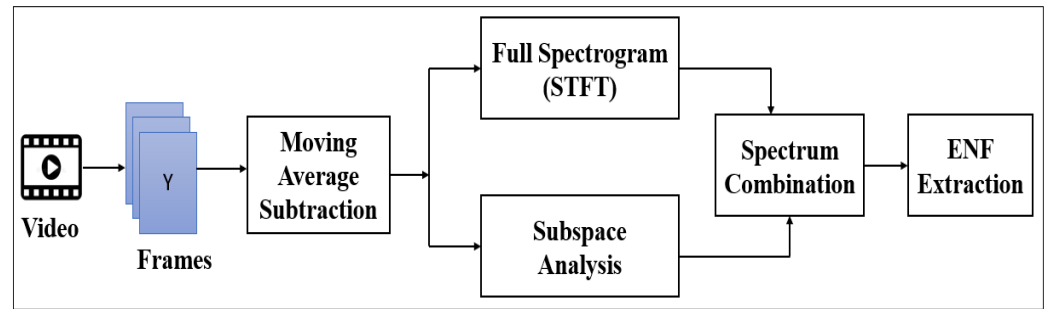 Video
Y
Frames
Moving
Average
Subtraction
Full Spectrogram
(STFT)
Subspace
Analysis
Spectrum
Combination
ENF
Extraction